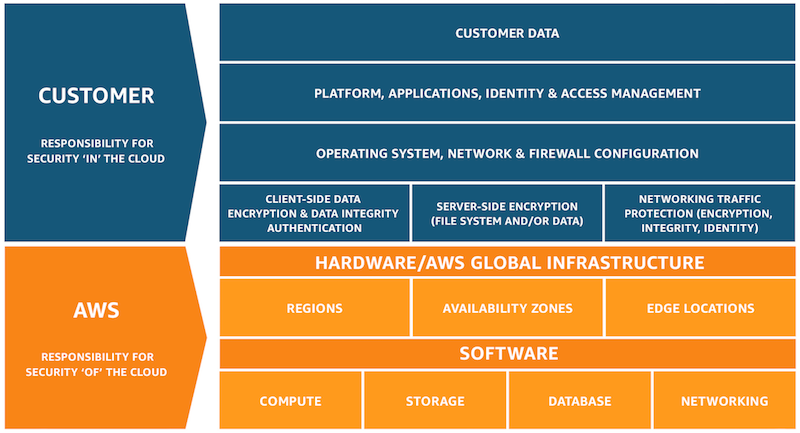 CUSTOMER
RESPONSIBILITY FOR
SECURITY ‘IN’ THE CLOUD
CUSTOMER DATA
PLATFORM, APPLICATIONS, IDENTITY & ACCESS MANAGEMENT
OPERATING SYSTEM, NETWORK & FIREWALL CONFIGURATION
CLIENT-SIDE DATA
ENCRYPTION & DATA INTEGRITY
AUTHENTICATION
SERVER-SIDE ENCRYPTION
(FILE SYSTEM AND/OR DATA)
NETWORKING TRAFFIC
PROTECTION (ENCRYPTION,
INTEGRITY, IDENTITY)
AWS
RESPONSIBILITY FOR
SECURITY ‘OF’ THE CLOUD
HARDWARE/AWS GLOBAL INFRASTRUCTURE
REGIONS
AVAILABILITY ZONES
EDGE LOCATIONS
SOFTWARE
COMPUTE
STORAGE
DATABASE
NETWORKING